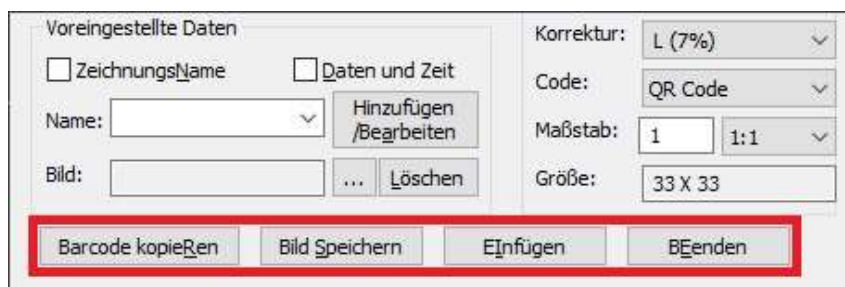 Voreingestellte Daten
ZeichnungsName Daten und Zeit
Name: Hinzufügen
/Bearbeiten
Bild: ... Löschen
Korrektur: L (7%)
Code: QR Code
Maßstab: 1 1:1
Größe: 33 X 33
Barcode kopieRen Bild Speichern EInfügen BEenden